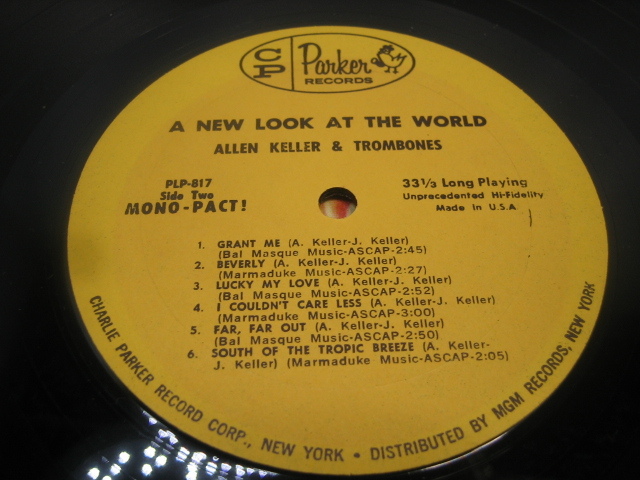 CP Parker
RECORDS
A NEW LOOK AT THE WORLD
ALLEN KELLER & TROMBONES
PLP-817
Side Two
MONO-PACT!
33 1/3 Long Playing
Unprecedented Hi-Fidelity
Made in U.S.A
1. GRANT ME (A. Keller-J. Keller)
(Bal Masque Music-ASCAP-2:45)
2. BEVERLY (A. Keller-J. Keller)
(Marmaduke Music-ASCAP-2:27)
3. LUCKY MY LOVE (A. Keller-J. Keller)
(Bal Masque Music-ASCAP-2:52)
4. I COULDN'T CARE LESS (A. Keller-J. Keller)
(Marmaduke Music-ASCAP-3:00)
5. FAR, FAR OUT (A. Keller-J. Keller)
(Bal Masque Music-ASCAP-2:50)
6. SOUTH OF THE TROPIC BREEZE (A. Keller-
J. Keller) (Marmaduke Music-ASCAP-2:05)
CHARLIE PARKER RECORD CORP., NEW YORK • DISTRIBUTED BY MGM RECORDS, NEW YORK